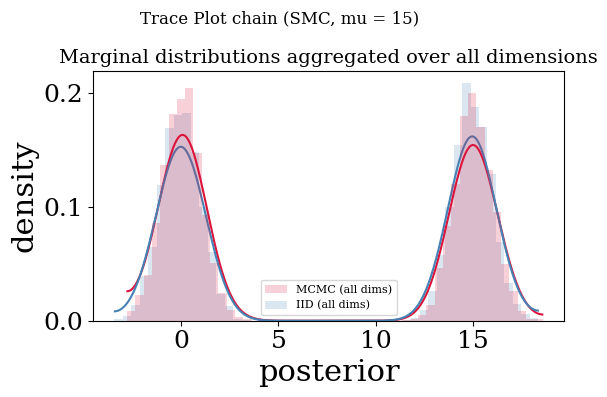 Trace Plot chain (SMC, mu = 15)
Marginal distributions aggregated over all dimensions
density
0.2
0.1
0.0
MCMC (all dims)
IID (all dims)
0 5 10 15
posterior